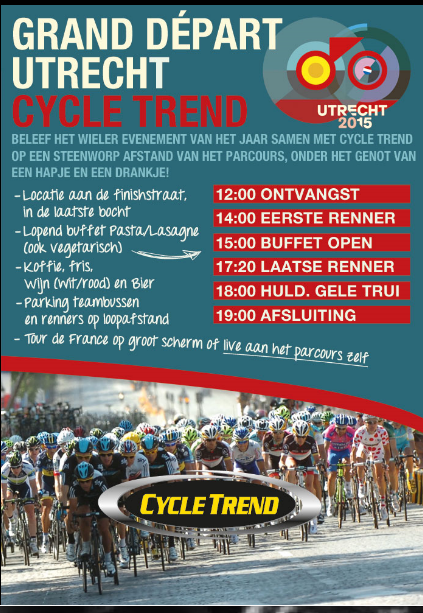 GRAND DÉPART
UTRECHT
CYCLE TREND
UTRECHT
2015
BELEEF HET WIELER EVENEMENT VAN HET JAAR SAMEN MET CYCLE TREND
OP EEN STEENWORP AFSTAND VAN HET PARCOURS, ONDER HET GENOT VAN
EEN HAPJE EN EEN DRANKJE!
- Locatie aan de finishstraat,
in de laatste bocht
- Lopend buffet Pasta/Lasagne
(ook vegetarisch)
- Koffie, fris,
Wijn (wit/rood) en Bier
- Parking teambussen
en renners op loopafstand
- Tour de France op groot scherm of live aan het parcours zelf
12:00 ONTVANGST
14:00 EERSTE RENNER
15:00 BUFFET OPEN
17:20 LAATSE RENNER
18:00 HULD. GELE TRUI
19:00 AFSLUITING
CYCLE TREND